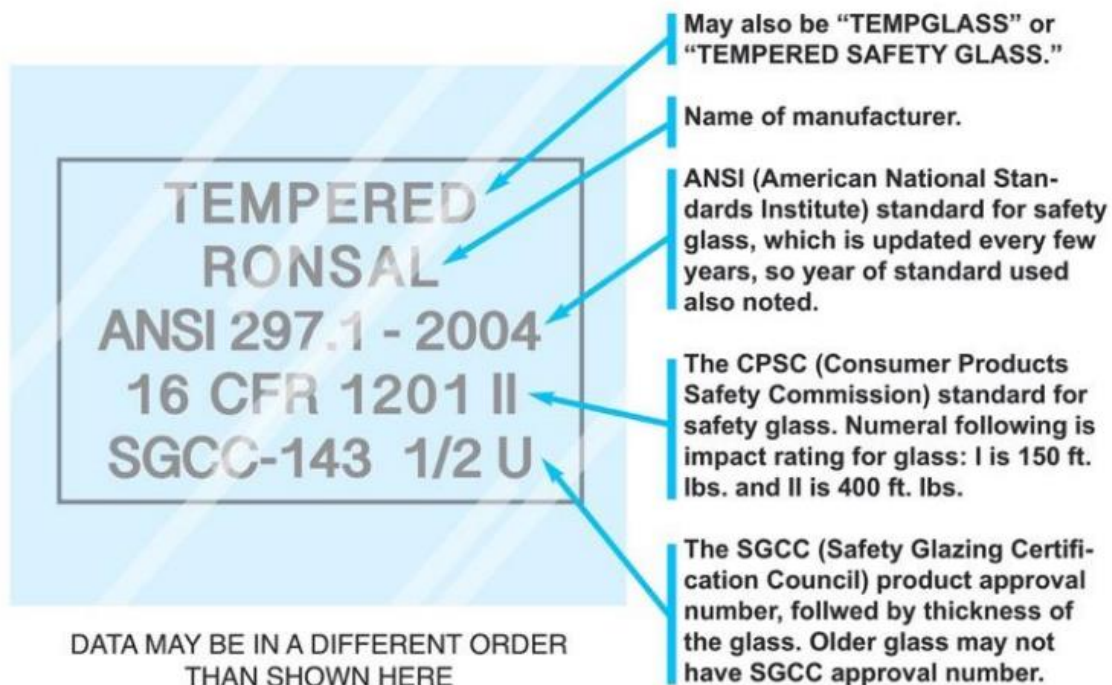 TEMPERED
RONSAL
ANSI 297.1 - 2004
16 CFR 1201 II
SGCC-143 1/2 U
DATA MAY BE IN A DIFFERENT ORDER
THAN SHOWN HERE
May also be “TEMPGLASS” or
“TEMPERED SAFETY GLASS.”
Name of manufacturer.
ANSI (American National Stan-
dards Institute) standard for safety
glass, which is updated every few
years, so year of standard used
also noted.
The CPSC (Consumer Products
Safety Commission) standard for
safety glass. Numeral following is
impact rating for glass: I is 150 ft.
lbs. and II is 400 ft. lbs.
The SGCC (Safety Glazing Certifi-
cation Council) product approval
number, follwed by thickness of
the glass. Older glass may not
have SGCC approval number.